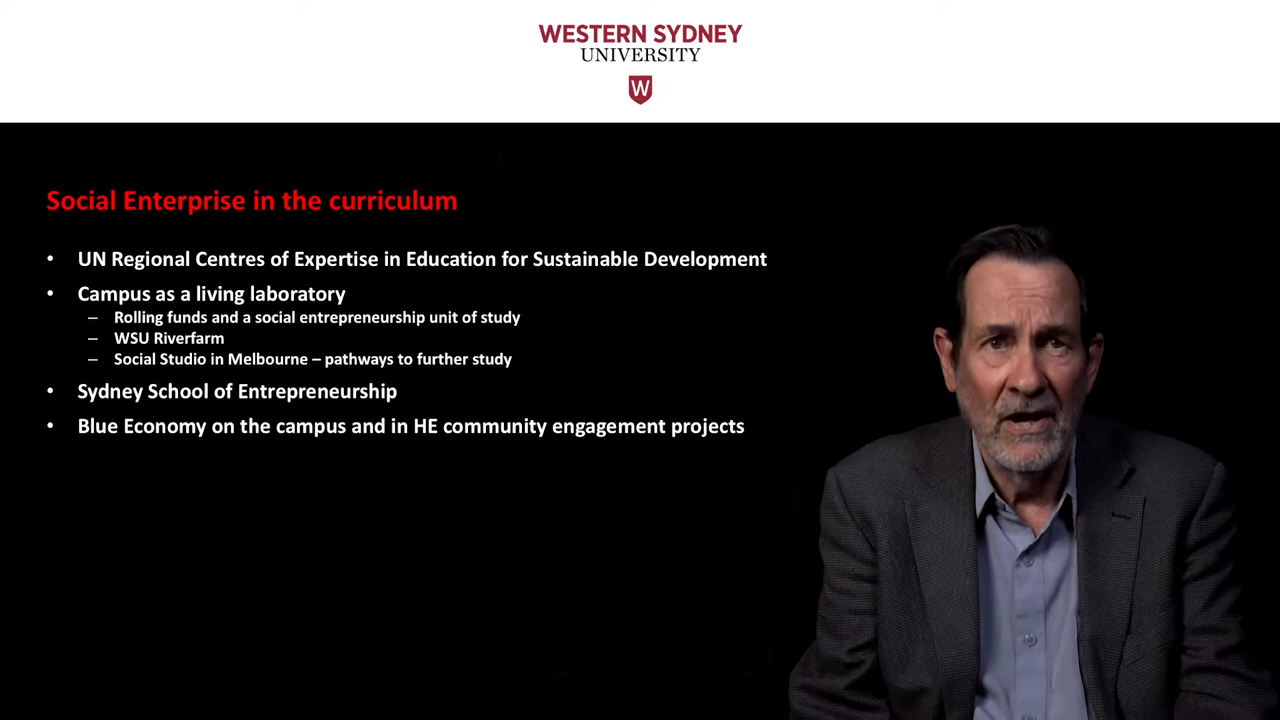 WESTERN SYDNEY
UNIVERSITY
W
Social Enterprise in the curriculum
• UN Regional Centres of Expertise in Education for Sustainable Development
• Campus as a living laboratory
– Rolling funds and a social entrepreneurship unit of study
– WSU Riverfarm
– Social Studio in Melbourne – pathways to further study
• Sydney School of Entrepreneurship
• Blue Economy on the campus and in HE community engagement projects